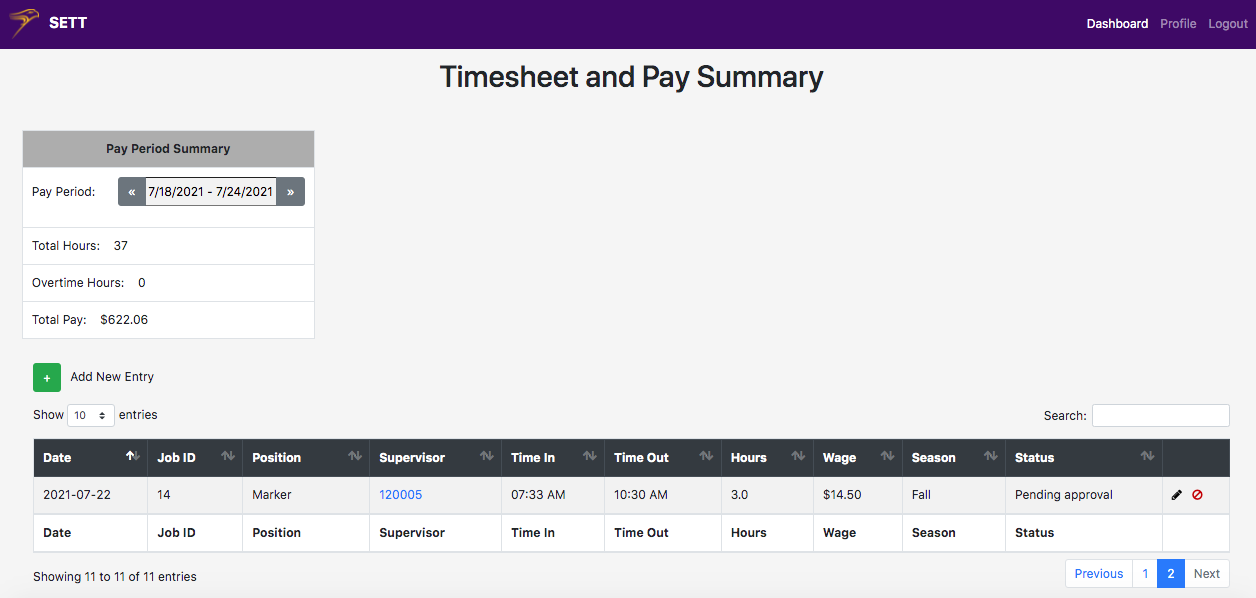 SETT Dashboard Profile Logout
Timesheet and Pay Summary
Pay Period Summary
Pay Period: « 7/18/2021 - 7/24/2021 »
Total Hours: 37
Overtime Hours: 0
Total Pay: $622.06
+ Add New Entry
Show 10 entries Search:
Date Job ID Position Supervisor Time In Time Out Hours Wage Season Status
2021-07-22 14 Marker 120005 07:33 AM 10:30 AM 3.0 $14.50 Fall Pending approval
Date Job ID Position Supervisor Time In Time Out Hours Wage Season Status
Showing 11 to 11 of 11 entries Previous 1 2 Next